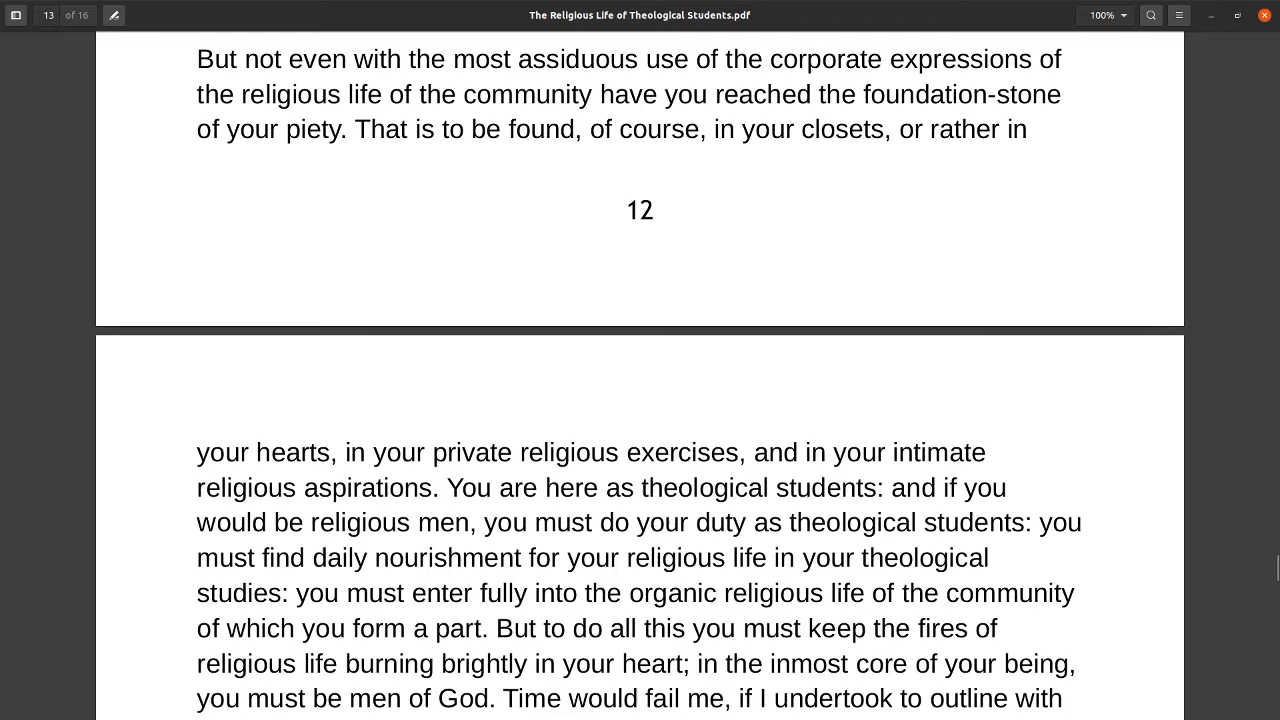 13 of 16
The Religious Life of Theological Students.pdf
100%
But not even with the most assiduous use of the corporate expressions of
the religious life of the community have you reached the foundation-stone
of your piety. That is to be found, of course, in your closets, or rather in
12
your hearts, in your private religious exercises, and in your intimate
religious aspirations. You are here as theological students: and if you
would be religious men, you must do your duty as theological students: you
must find daily nourishment for your religious life in your theological
studies: you must enter fully into the organic religious life of the community
of which you form a part. But to do all this you must keep the fires of
religious life burning brightly in your heart; in the inmost core of your being,
you must be men of God. Time would fail me, if I undertook to outline with